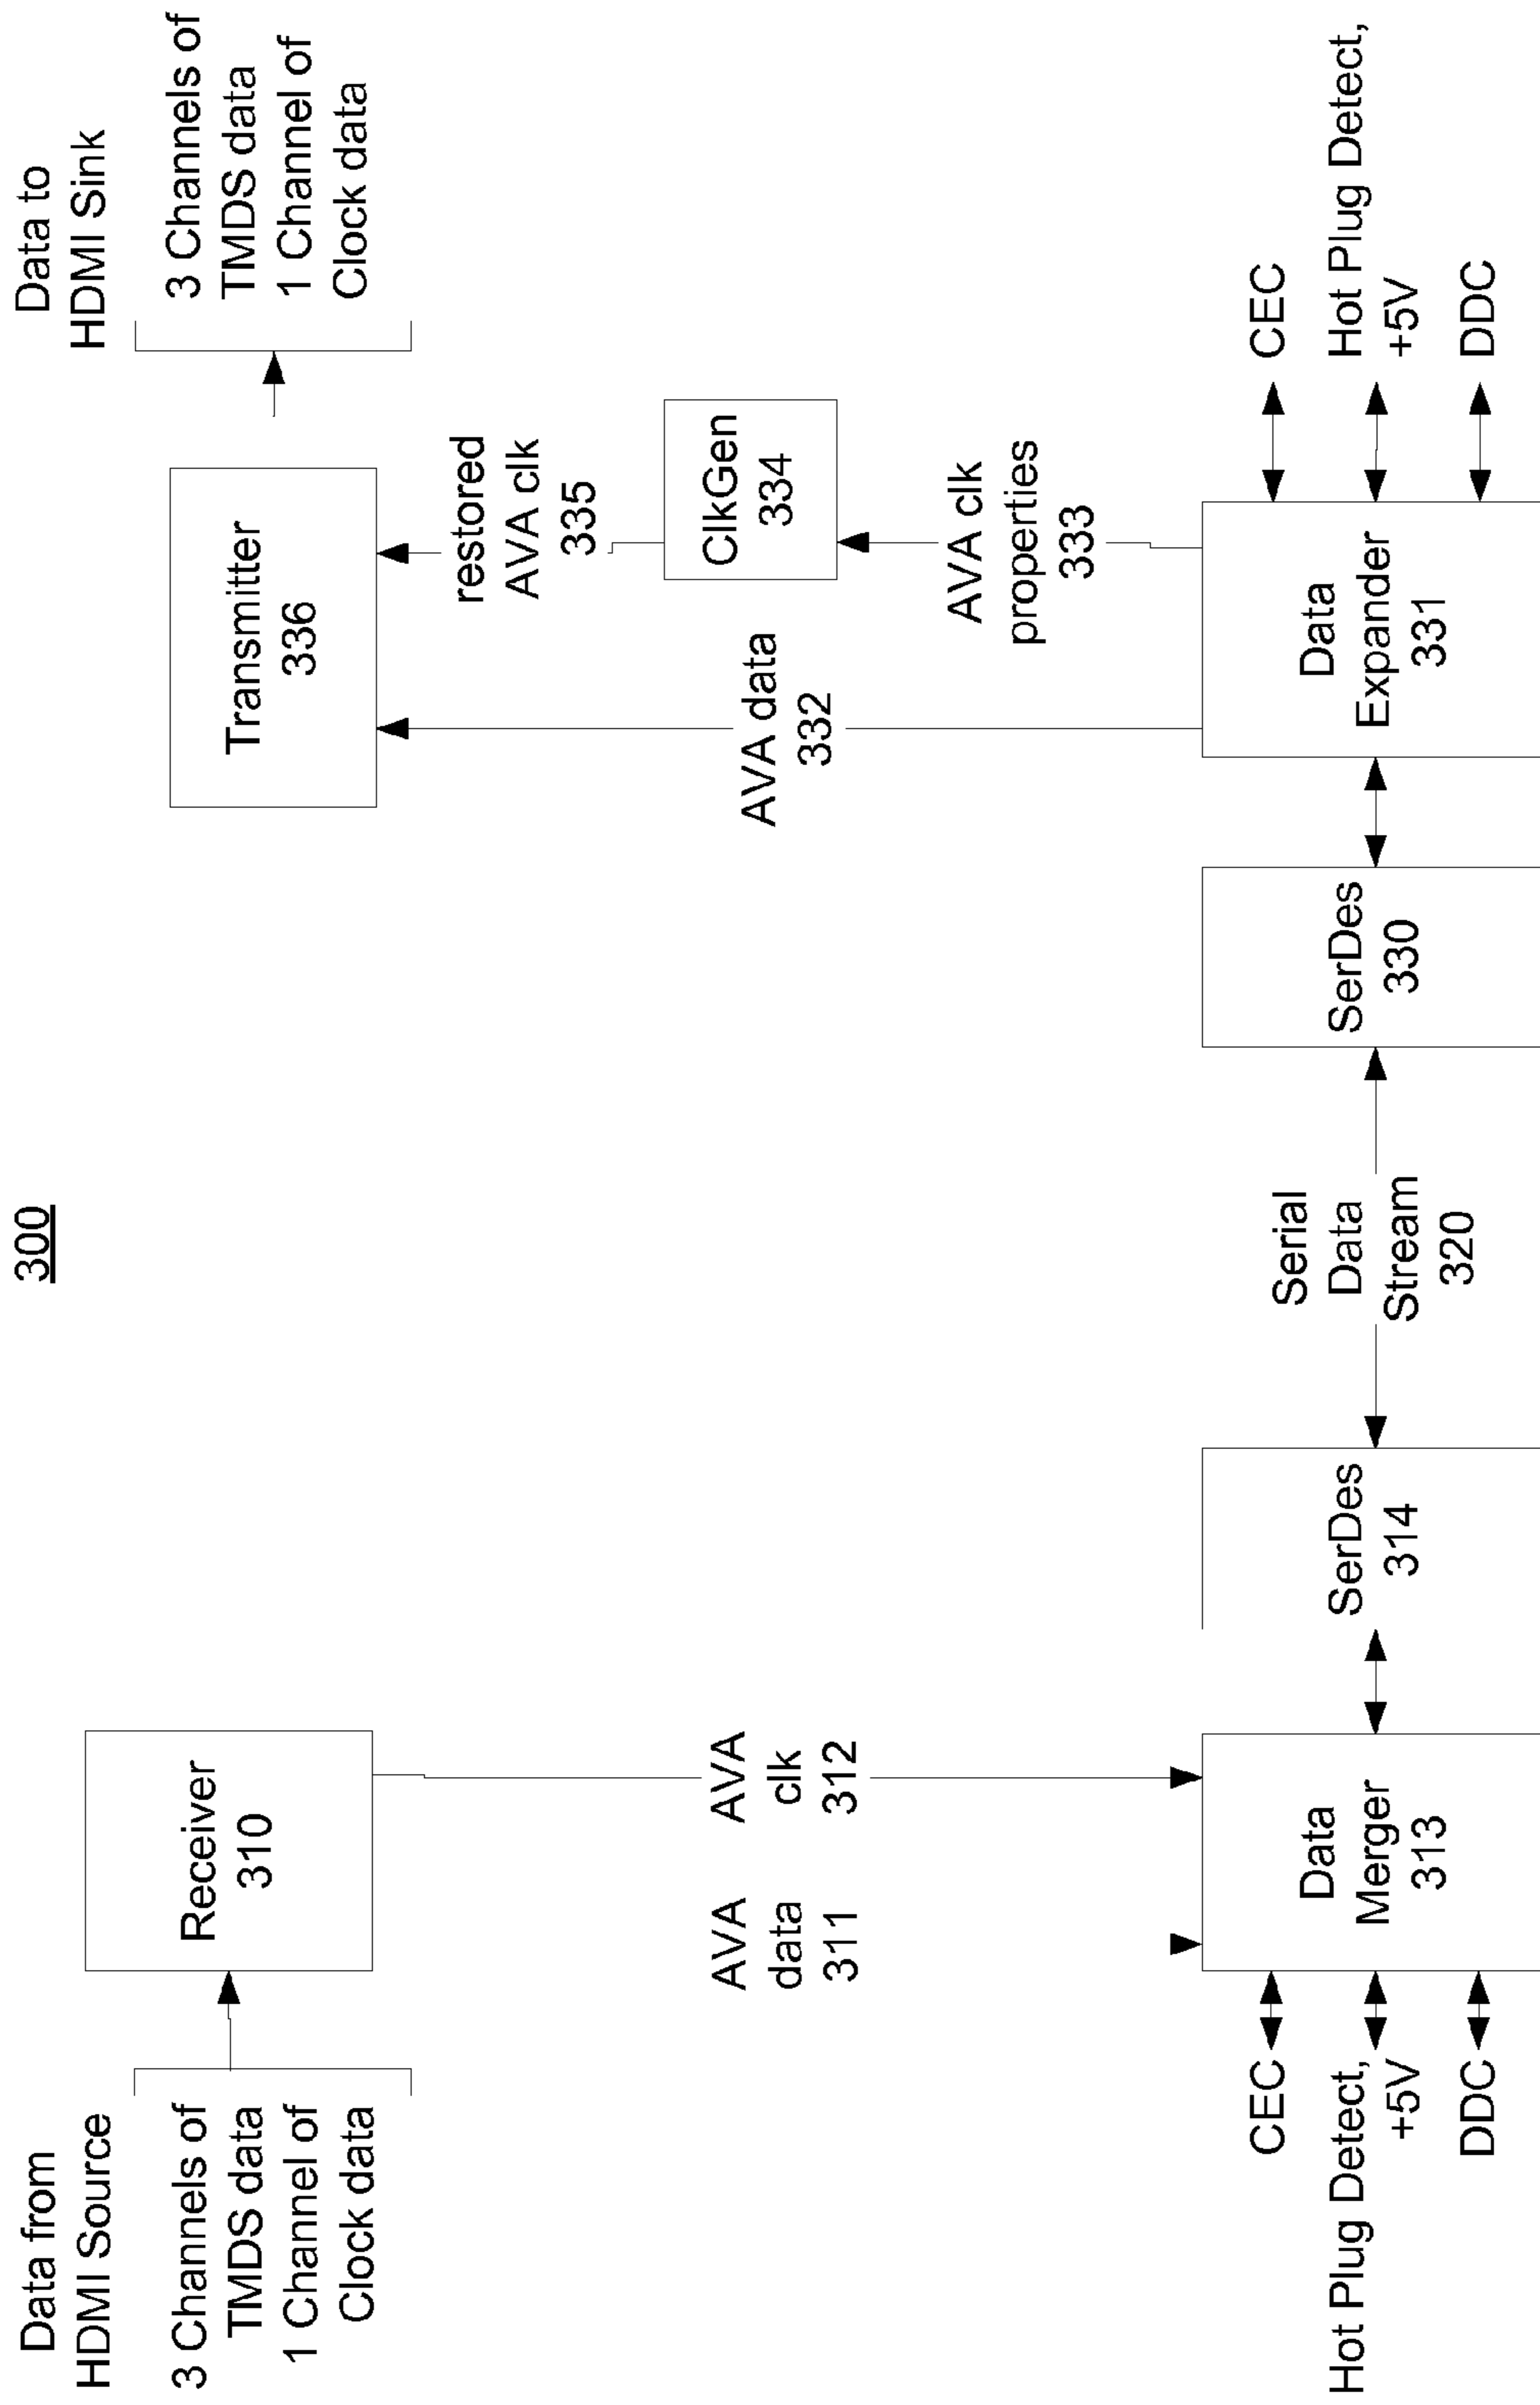 300
Data from
HDMI Source
3 Channels of
TMDS data
1 Channel of
Clock data
Receiver
310
AVA
data
311
AVA
clk
312
CEC
Hot Plug Detect,
+5V
DDC
Data
Merger
313
SerDes
314
Serial
Data
Stream
320
SerDes
330
Data
Expander
331
AVA data
332
AVA clk
properties
333
ClkGen
334
restored
AVA clk
335
Transmitter
336
Data to
HDMI Sink
3 Channels of
TMDS data
1 Channel of
Clock data
CEC
Hot Plug Detect,
+5V
DDC